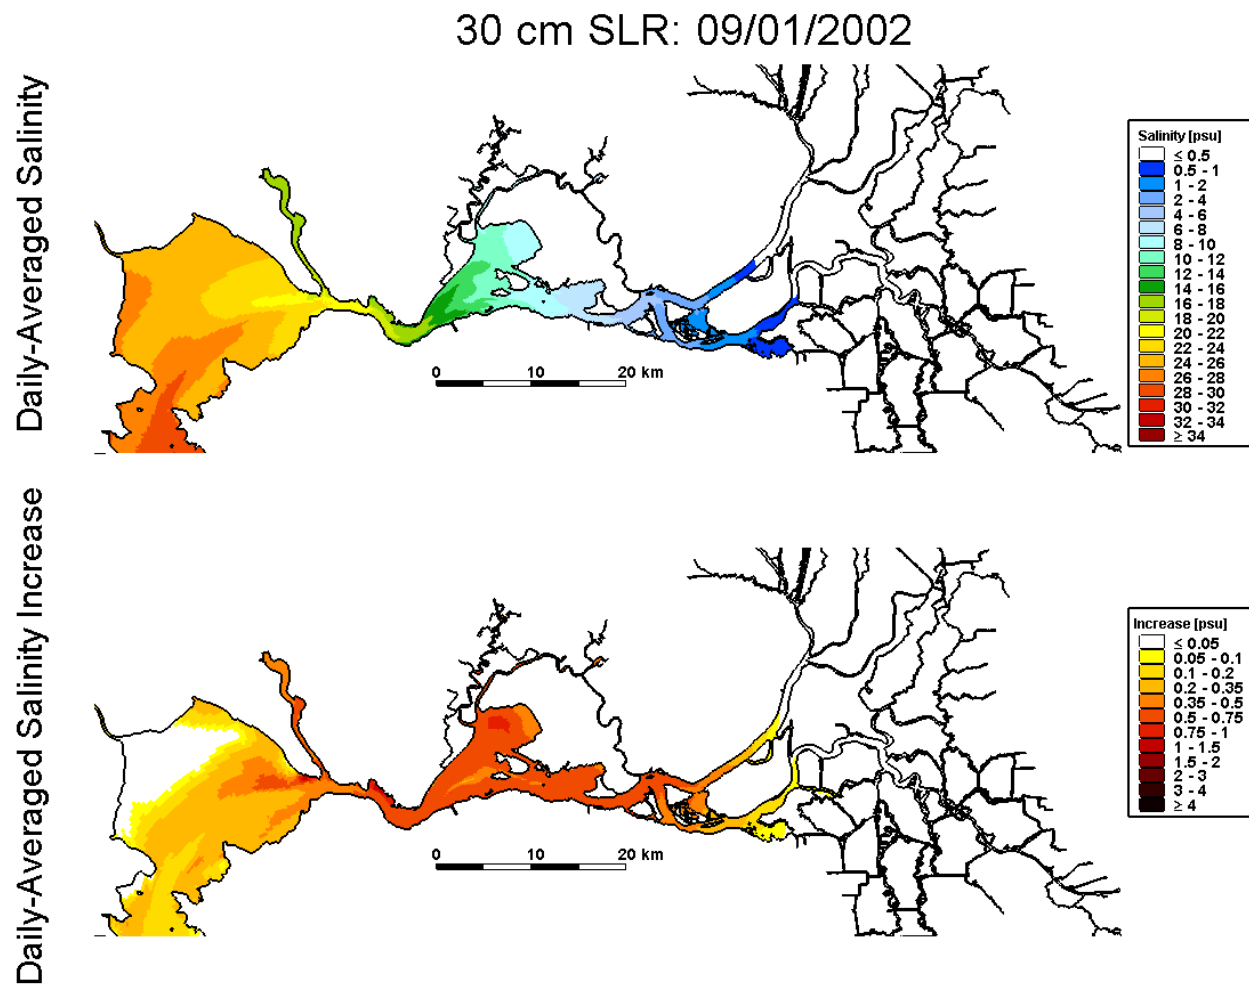 30 cm SLR: 09/01/2002
Daily-Averaged Salinity
Salinity [psu]
≤ 0.5
0.5 - 1
1 - 2
2 - 4
4 - 6
6 - 8
8 - 10
10 - 12
12 - 14
14 - 16
16 - 18
18 - 20
20 - 22
22 - 24
24 - 26
26 - 28
28 - 30
30 - 32
32 - 34
≥ 34
0 10 20 km
Daily-Averaged Salinity Increase
Increase [psu]
≤ 0.05
0.05 - 0.1
0.1 - 0.2
0.2 - 0.35
0.35 - 0.5
0.5 - 0.75
0.75 - 1
1 - 1.5
1.5 - 2
2 - 3
3 - 4
≥ 4
0 10 20 km